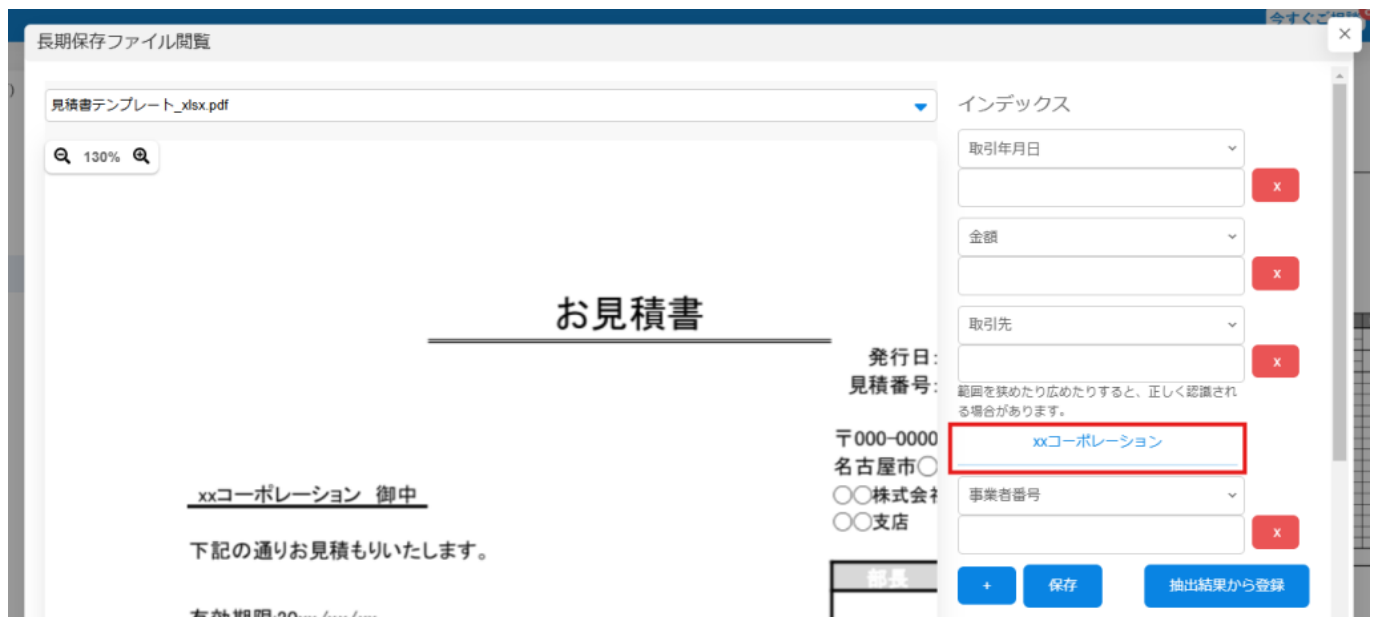 今すぐご相談
長期保存ファイル閲覧
×
見積書テンプレート_xlsx.pdf
130%
お見積書
発行日:
見積番号:
〒000-0000
名古屋市〇
〇〇株式会社
〇〇支店
xxコーポレーション 御中
下記の通りお見積もりいたします。
部長
インデックス
取引年月日
x
金額
x
取引先
x
範囲を狭めたり広めたりすると、正しく認識され
る場合があります。
xxコーポレーション
事業者番号
x
+
保存
抽出結果から登録